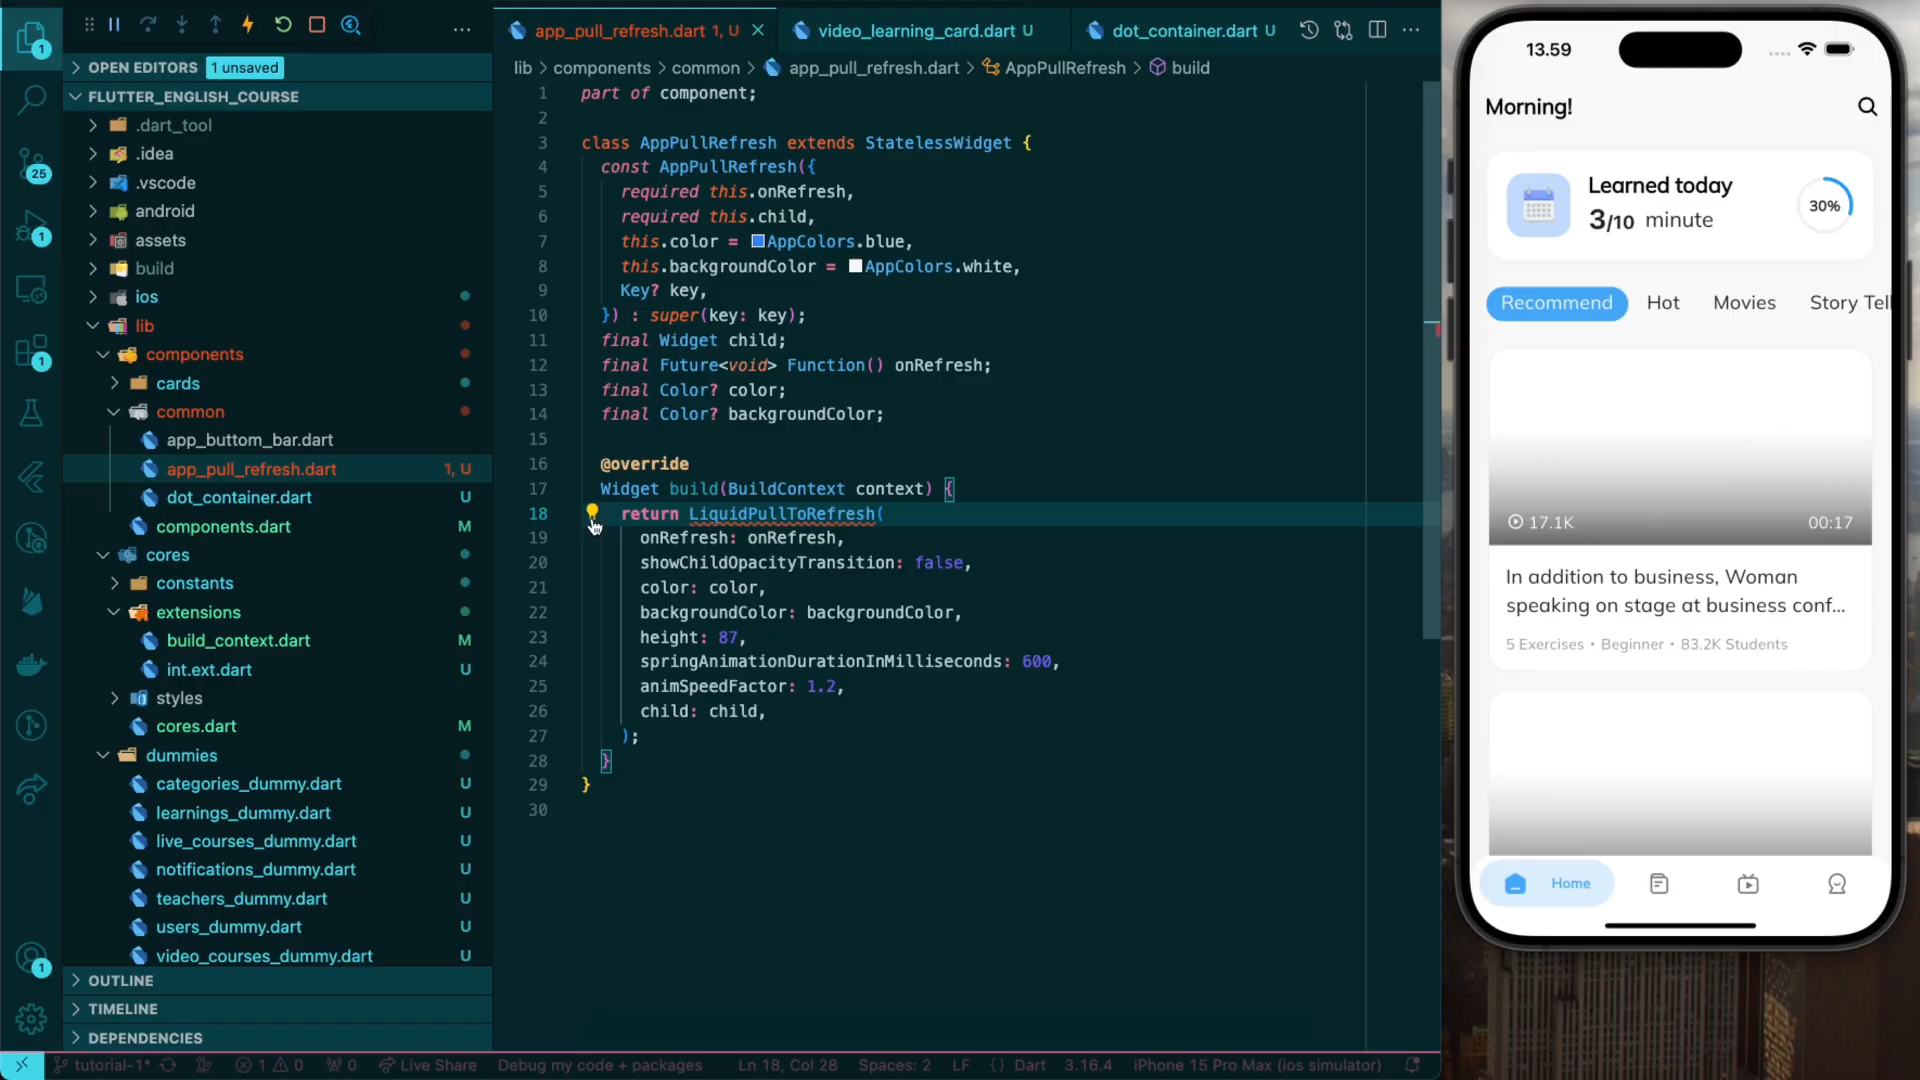 OPEN EDITORS 1 unsaved
FLUTTER_ENGLISH_COURSE
.dart_tool
.idea
.vscode
android
assets
build
ios
lib
components
cards
common
app_buttom_bar.dart
app_pull_refresh.dart 1, U
dot_container.dart U
components.dart M
cores
constants
extensions
build_context.dart M
int.ext.dart U
styles
cores.dart M
dummies
categories_dummy.dart U
learnings_dummy.dart U
live_courses_dummy.dart U
notifications_dummy.dart U
teachers_dummy.dart U
users_dummy.dart U
video_courses_dummy.dart U
OUTLINE
TIMELINE
DEPENDENCIES
1
25
1
1
1
app_pull_refresh.dart 1, U
video_learning_card.dart U
dot_container.dart U
lib > components > common > app_pull_refresh.dart > AppPullRefresh > build
1 part of component;
2
3 class AppPullRefresh extends StatelessWidget {
4 const AppPullRefresh({
5 required this.onRefresh,
6 required this.child,
7 this.color = AppColors.blue,
8 this.backgroundColor = AppColors.white,
9 Key? key,
10 }) : super(key: key);
11 final Widget child;
12 final Future<void> Function() onRefresh;
13 final Color? color;
14 final Color? backgroundColor;
15
16 @override
17 Widget build(BuildContext context) {
18 return LiquidPullToRefresh(
19 onRefresh: onRefresh,
20 showChildOpacityTransition: false,
21 color: color,
22 backgroundColor: backgroundColor,
23 height: 87,
24 springAnimationDurationInMilliseconds: 600,
25 animSpeedFactor: 1.2,
26 child: child,
27 );
28 }
29 }
30
tutorial-1* 1 0 0 Live Share Debug my code + packages Ln 18, Col 28 Spaces: 2 LF {} Dart 3.16.4 iPhone 15 Pro Max (ios simulator)
13.59
Morning!
Learned today
3/10 minute
30%
Recommend Hot Movies Story Tell
17.1K 00:17
In addition to business, Woman
speaking on stage at business conf...
5 Exercises • Beginner • 83.2K Students
Home